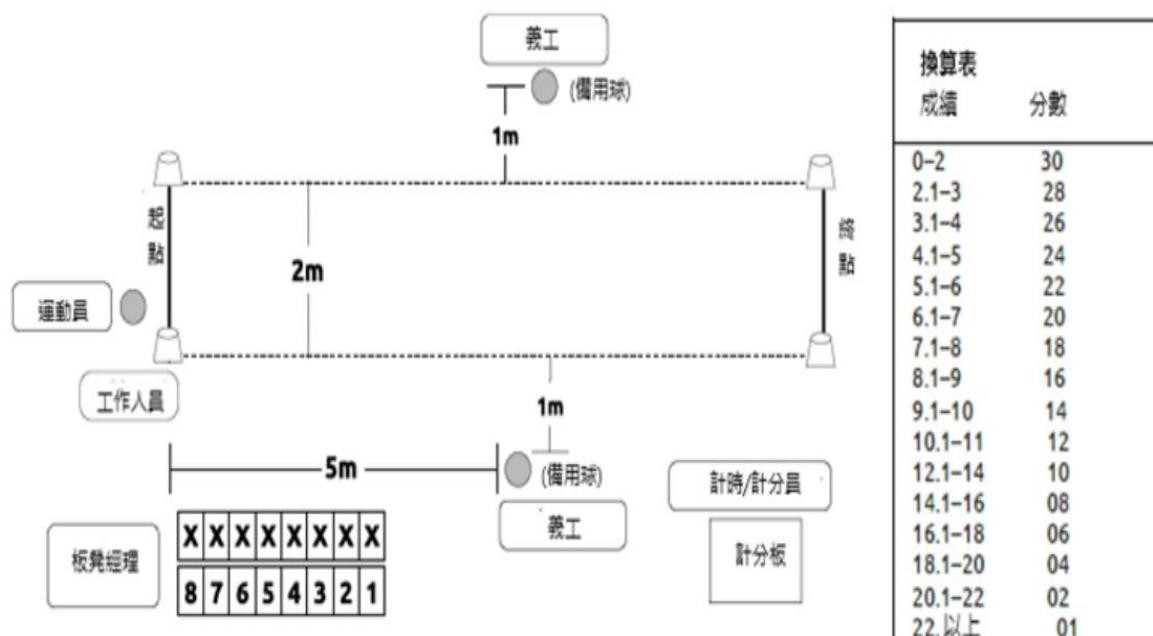 義工
(備用球)
1m
起
點
終
點
2m
運動員
工作人員
1m
5m
(備用球)
義工
計時/計分員
計分板
板凳經理
X X X X X X X X
8 7 6 5 4 3 2 1
換算表
成績 分數
0-2 30
2.1-3 28
3.1-4 26
4.1-5 24
5.1-6 22
6.1-7 20
7.1-8 18
8.1-9 16
9.1-10 14
10.1-11 12
12.1-14 10
14.1-16 08
16.1-18 06
18.1-20 04
20.1-22 02
22.以上 01